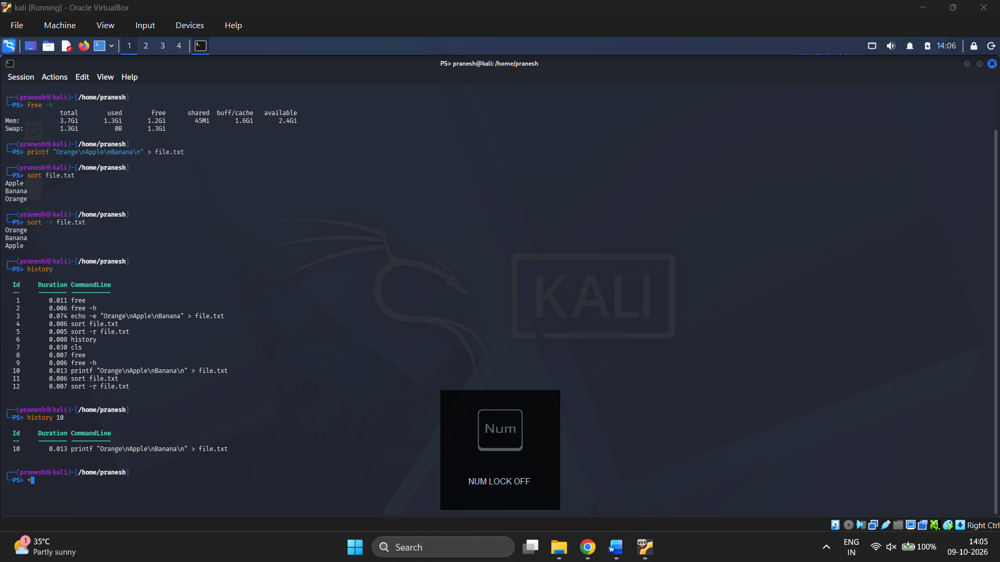 kali [Running] - Oracle VirtualBox
File Machine View Input Devices Help
1 2 3 4 14:06
PS> pranesh@kali: /home/pranesh
Session Actions Edit View Help
┌──(pranesh㉿kali)-[/home/pranesh]
└─PS> free -h
total used free shared buff/cache available
Mem: 3.7Gi 1.3Gi 1.2Gi 45Mi 1.6Gi 2.4Gi
Swap: 1.3Gi 0B 1.3Gi
┌──(pranesh㉿kali)-[/home/pranesh]
└─PS> printf "Orange\nApple\nBanana\n" > file.txt
┌──(pranesh㉿kali)-[/home/pranesh]
└─PS> sort file.txt
Apple
Banana
Orange
┌──(pranesh㉿kali)-[/home/pranesh]
└─PS> sort -r file.txt
Orange
Banana
Apple
┌──(pranesh㉿kali)-[/home/pranesh]
└─PS> history
Id Duration CommandLine
-- -------- -----------
1 0.011 free
2 0.006 free -h
3 0.074 echo -e "Orange\nApple\nBanana" > file.txt
4 0.006 sort file.txt
5 0.005 sort -r file.txt
6 0.008 history
7 0.030 cls
8 0.007 free
9 0.006 free -h
10 0.013 printf "Orange\nApple\nBanana\n" > file.txt
11 0.006 sort file.txt
12 0.007 sort -r file.txt
┌──(pranesh㉿kali)-[/home/pranesh]
└─PS> history 10
Id Duration CommandLine
-- -------- -----------
10 0.013 printf "Orange\nApple\nBanana\n" > file.txt
┌──(pranesh㉿kali)-[/home/pranesh]
└─PS> *
KALI
Num
NUM LOCK OFF
Right Ctrl
1
35°C
Partly sunny
Search
x64
ENG
IN
100%
14:05
09-10-2026